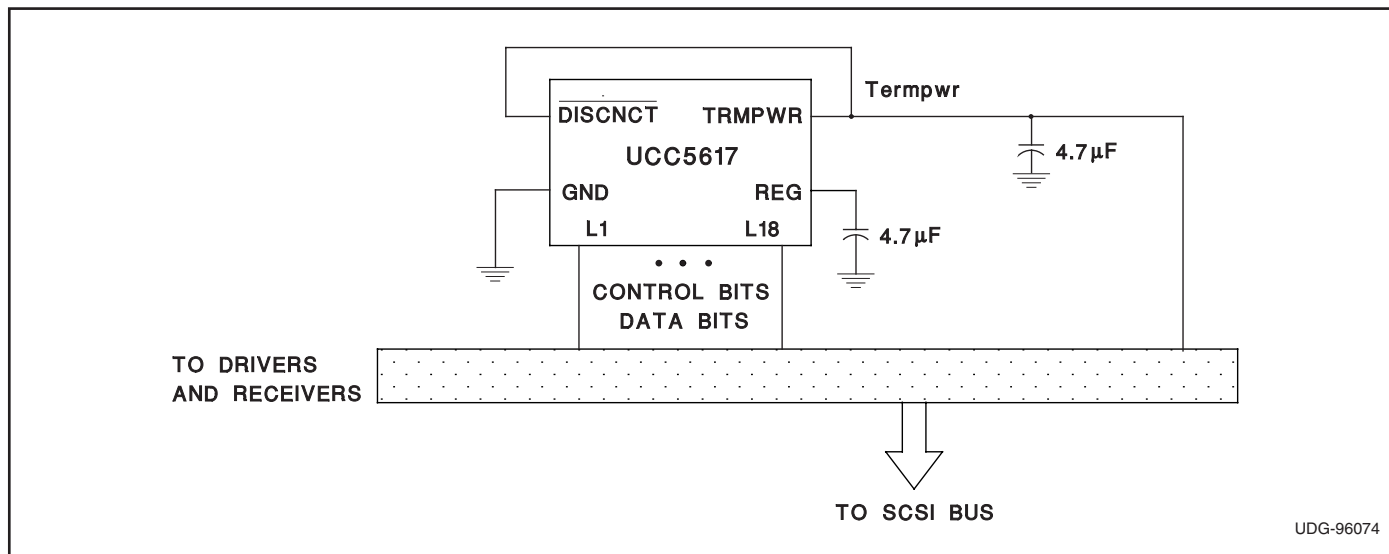 Termpwr
DISCNCT TRMPWR
UCC5617
4.7µF
GND REG
L1 L18
4.7µF
• • •
CONTROL BITS
DATA BITS
TO DRIVERS
AND RECEIVERS
TO SCSI BUS
UDG-96074